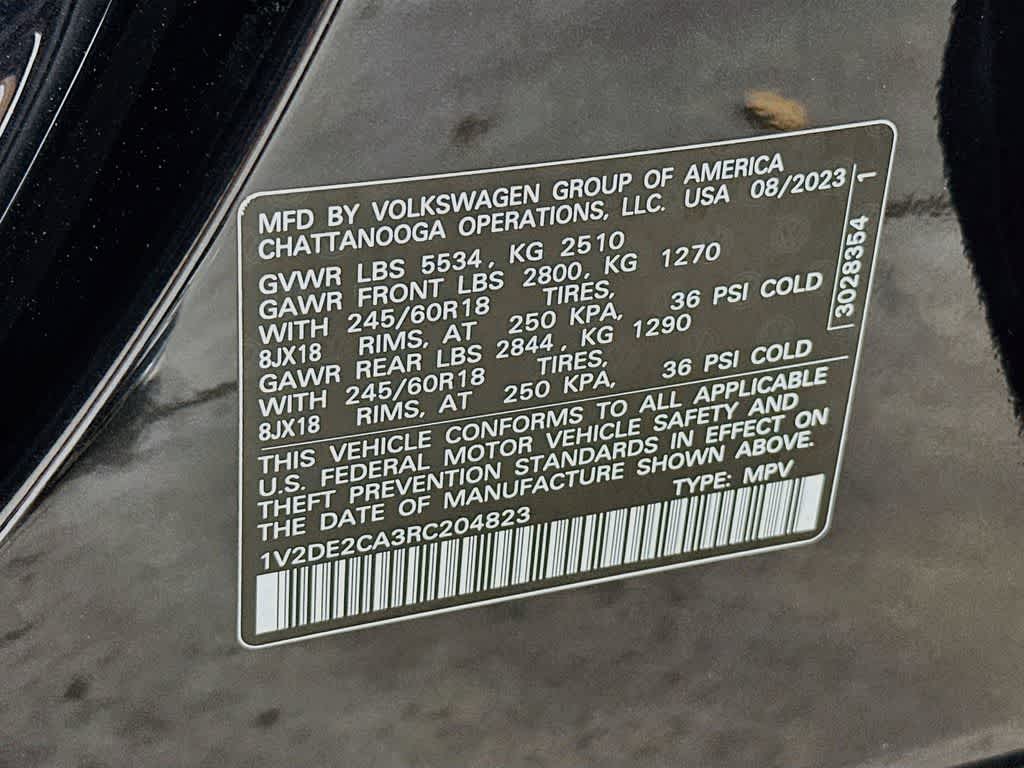 MFD BY VOLKSWAGEN GROUP OF AMERICA
CHATTANOOGA OPERATIONS, LLC. USA 08/2023
GVWR LBS 5534, KG 2510
GAWR FRONT LBS 2800, KG 1270
WITH 245/60R18 TIRES,
8JX18 RIMS, AT 250 KPA, 36 PSI COLD
GAWR REAR LBS 2844, KG 1290
WITH 245/60R18 TIRES,
8JX18 RIMS, AT 250 KPA, 36 PSI COLD
THIS VEHICLE CONFORMS TO ALL APPLICABLE
U.S. FEDERAL MOTOR VEHICLE SAFETY AND
THEFT PREVENTION STANDARDS IN EFFECT ON
THE DATE OF MANUFACTURE SHOWN ABOVE.
1V2DE2CA3RC204823 TYPE: MPV
3028354 1